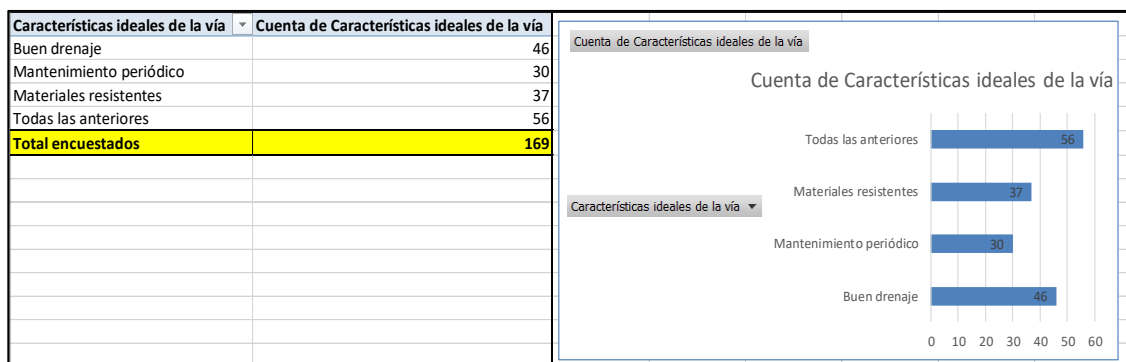 Características ideales de la vía Cuenta de Características ideales de la vía
Buen drenaje 46
Mantenimiento periódico 30
Materiales resistentes 37
Todas las anteriores 56
Total encuestados 169
Cuenta de Características ideales de la vía
Cuenta de Características ideales de la vía
Todas las anteriores 56
Materiales resistentes 37
Características ideales de la vía
Mantenimiento periódico 30
Buen drenaje 46
0 10 20 30 40 50 60